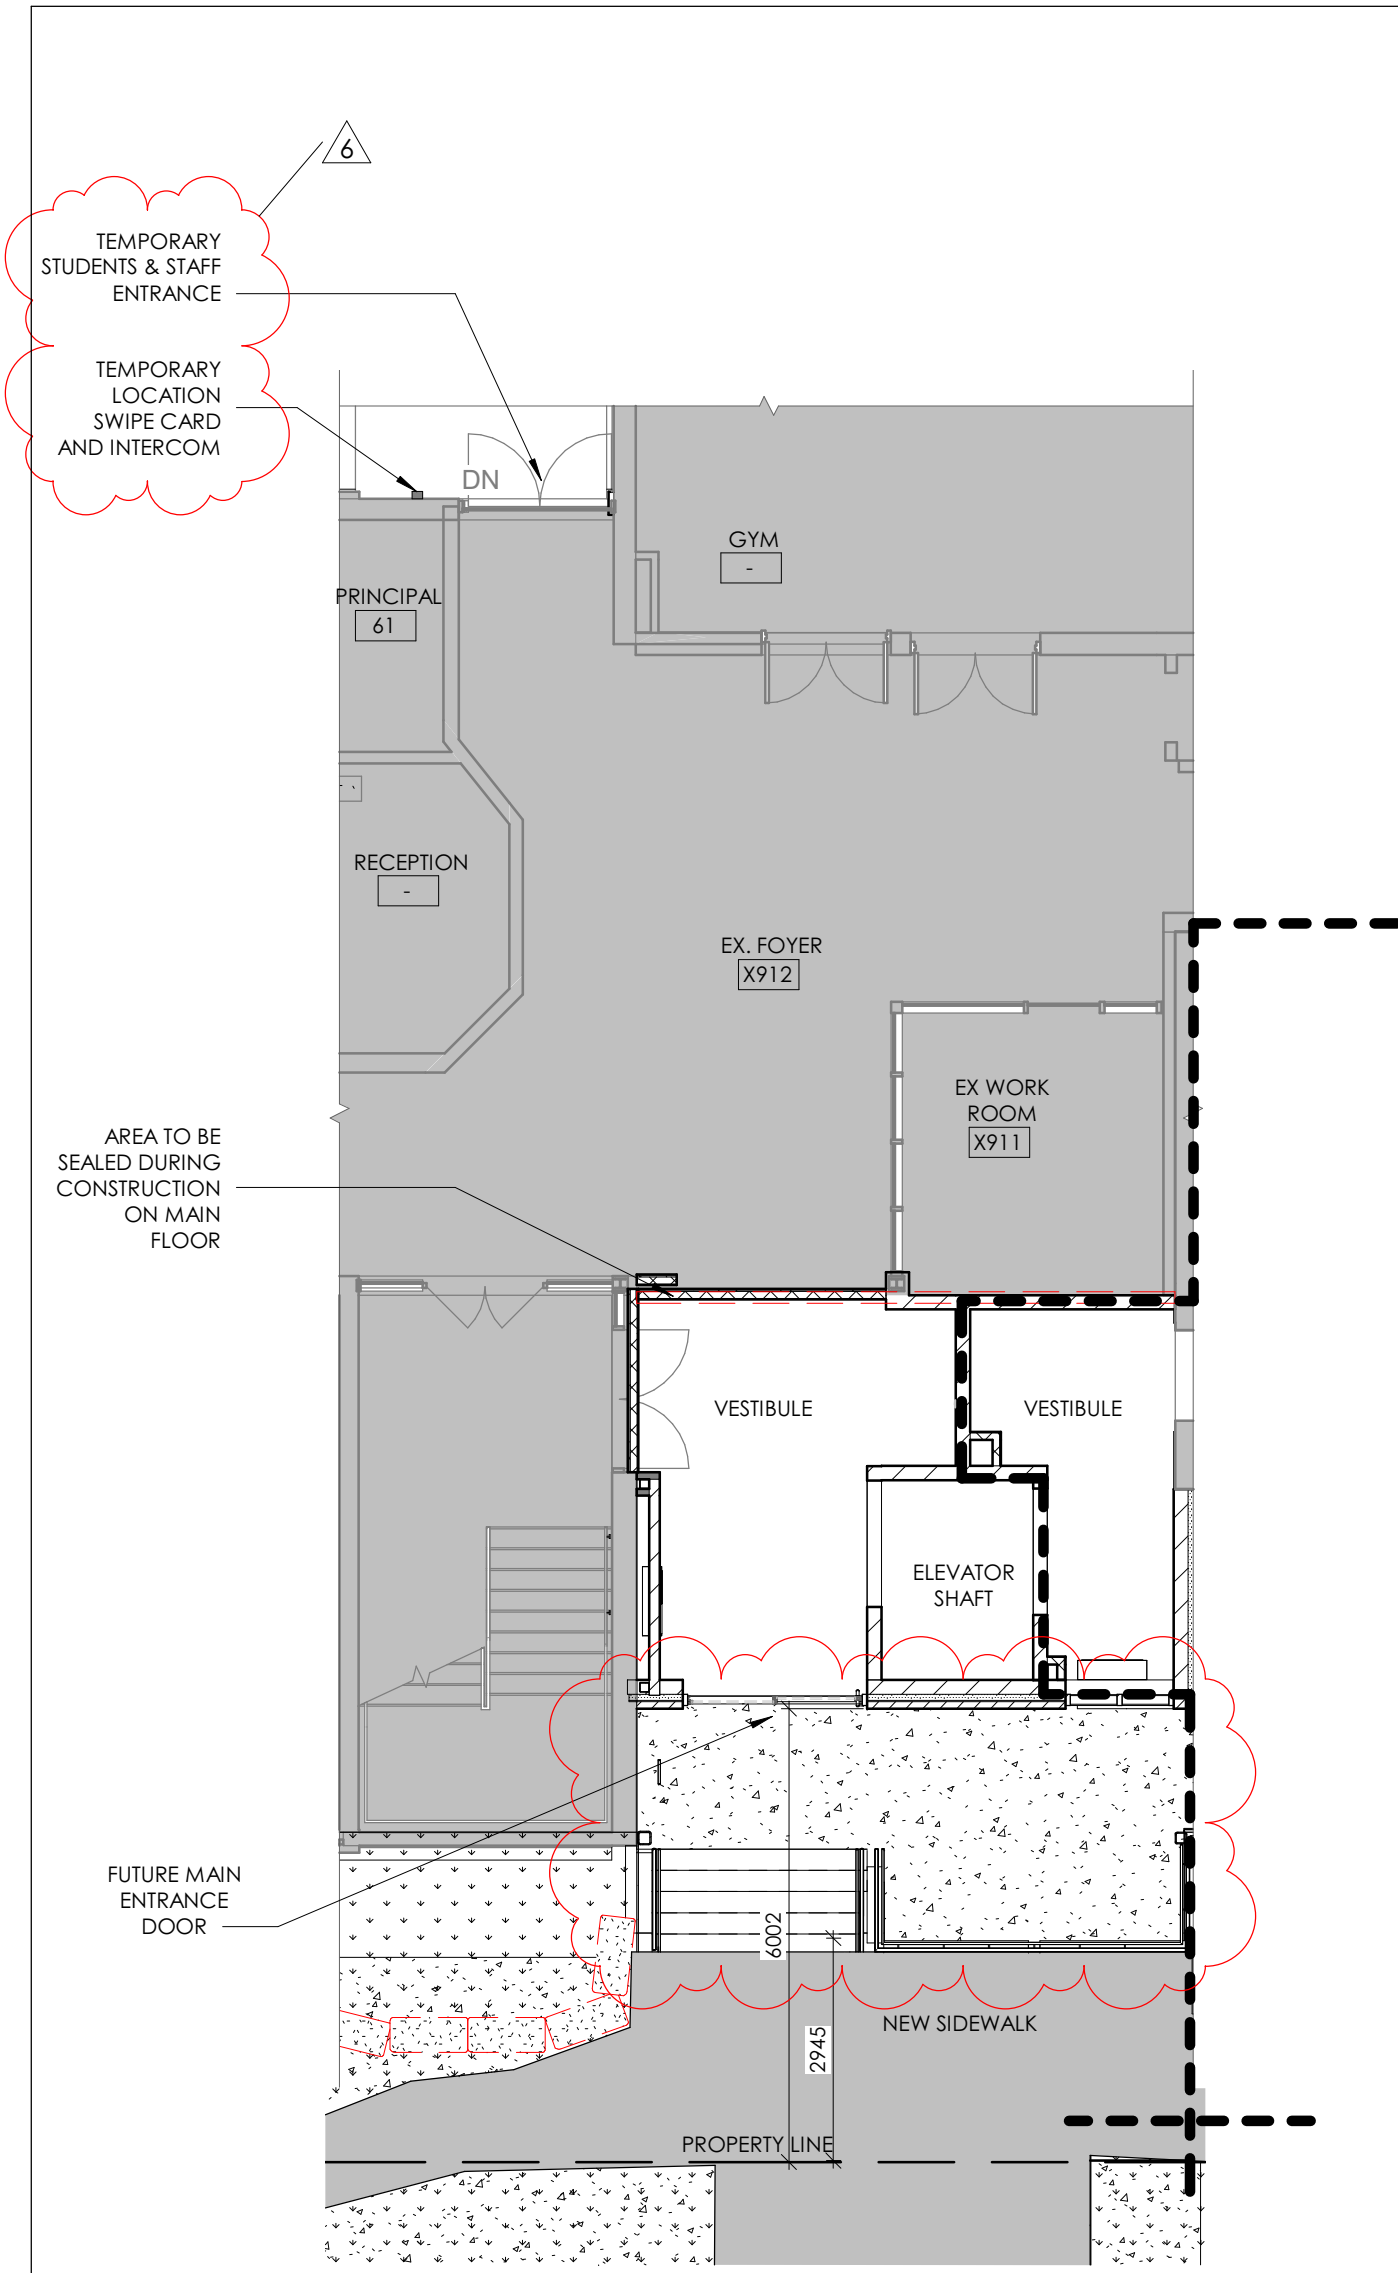 6
TEMPORARY
STUDENTS & STAFF
ENTRANCE
TEMPORARY
LOCATION
SWIPE CARD
AND INTERCOM
DN
GYM
-
PRINCIPAL
61
RECEPTION
-
EX. FOYER
X912
EX WORK
ROOM
X911
AREA TO BE
SEALED DURING
CONSTRUCTION
ON MAIN
FLOOR
VESTIBULE
VESTIBULE
ELEVATOR
SHAFT
FUTURE MAIN
ENTRANCE
DOOR
6002
2945
NEW SIDEWALK
PROPERTY LINE